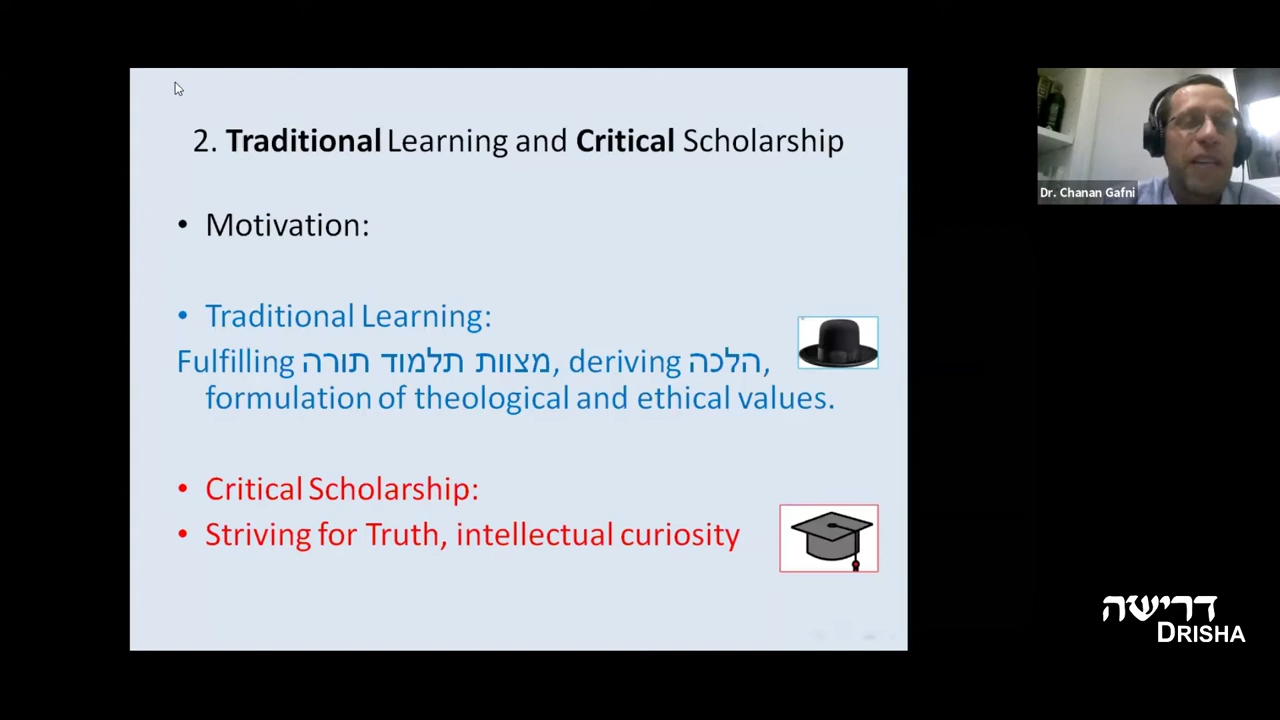 2. Traditional Learning and Critical Scholarship
• Motivation:
• Traditional Learning:
Fulfilling מצוות תלמוד תורה, deriving הלכה,
formulation of theological and ethical values.
• Critical Scholarship:
• Striving for Truth, intellectual curiosity
Dr. Chanan Gafni
דרישה
DRISHA